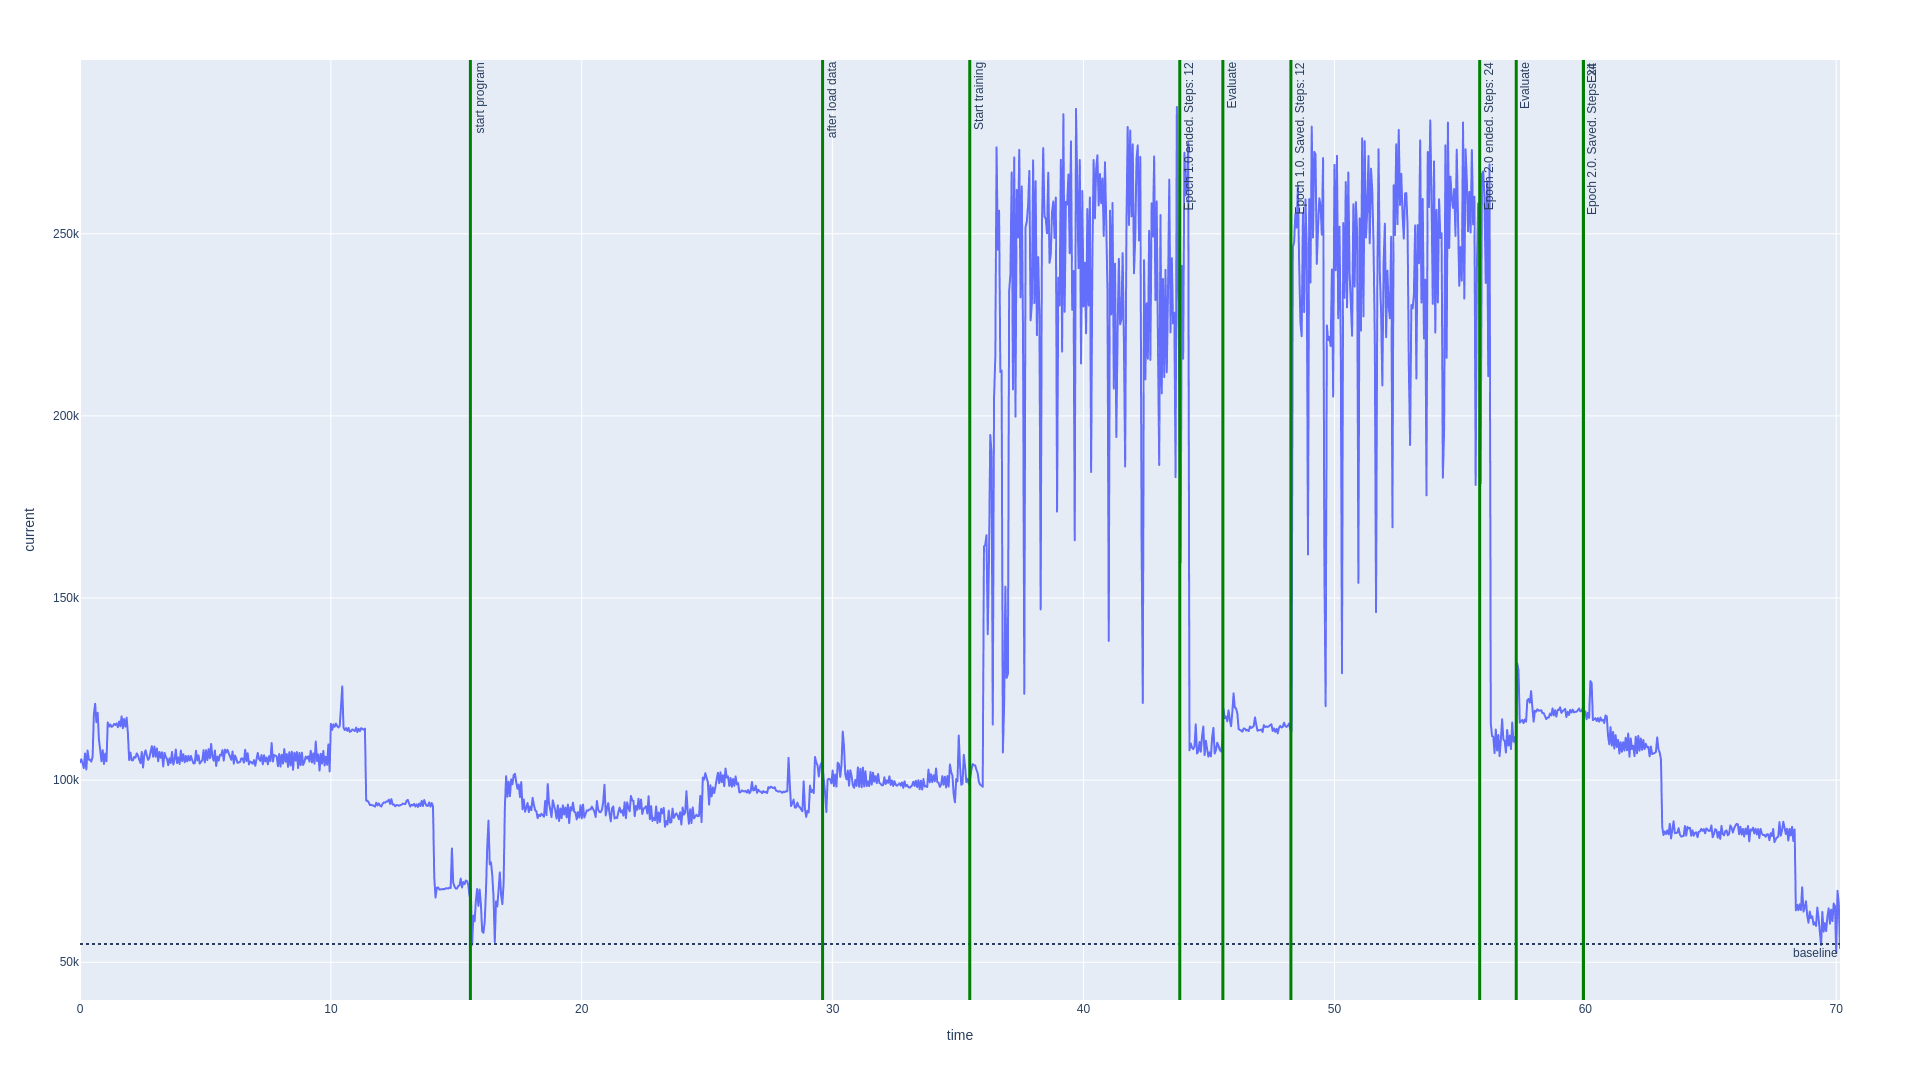 start program
after load data
Start training
Epoch 1.0 ended. Steps: 12
Evaluate
Epoch 1.0. Saved. Steps: 12
Epoch 2.0 ended. Steps: 24
Evaluate
Epoch 2.0. Saved. Steps: 24
250k
200k
150k
100k
50k
current
baseline
0 10 20 30 40 50 60 70
time